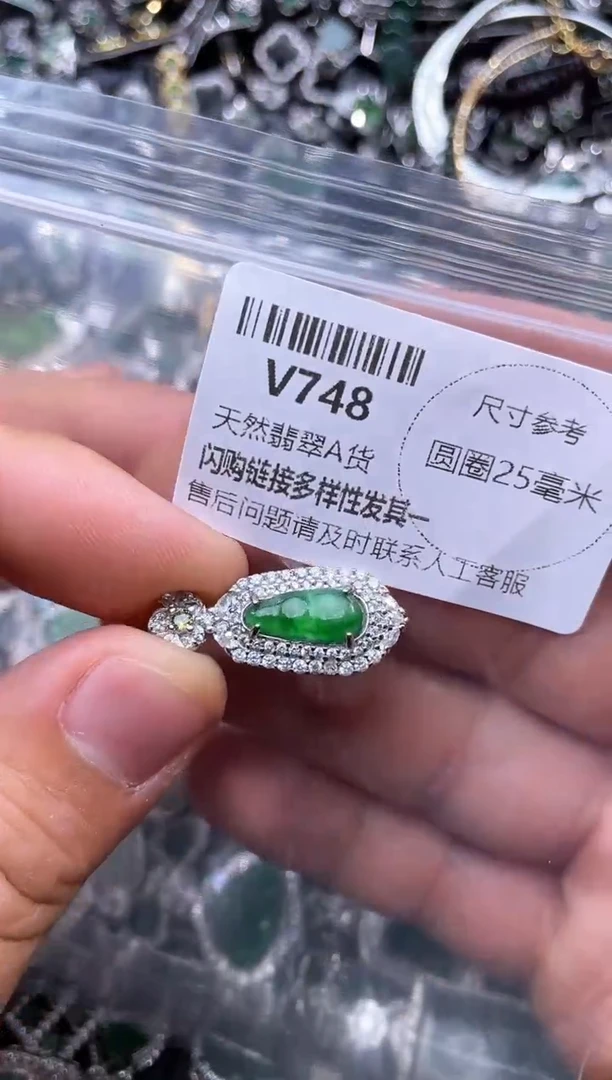 V748
天然翡翠A货
闪购链接多样性发其一
售后问题请及时联系人工客服
尺寸参考
圆圈25毫米